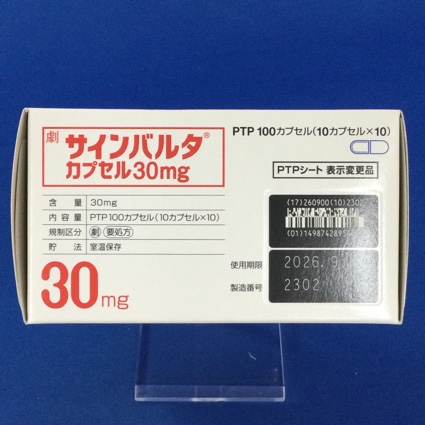 劇 サインバルタ®
カプセル30mg
PTP 100カプセル(10カプセル×10)
PTPシート 表示変更品
含 量 30mg
内 容 量 PTP100カプセル(10カプセル×10)
規制区分 劇 要処方
貯 法 室温保存
30mg
(17)260900(10)2302
使用期限 2026.9
製造番号 2302